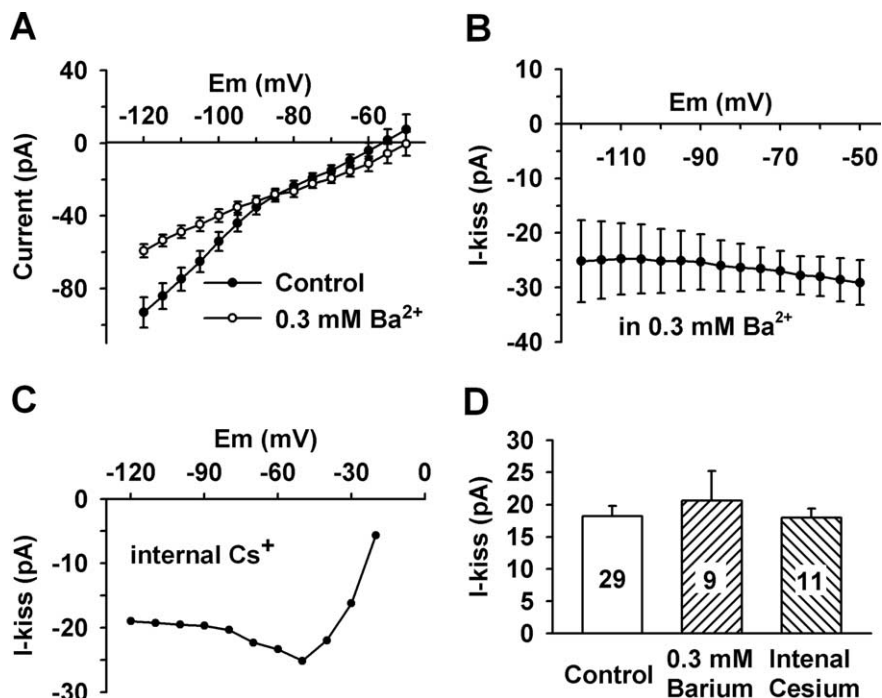 A
Em (mV)
-120 -100 -80 -60
40
0
-40
-80
Current (pA)
Control
0.3 mM Ba²⁺
B
Em (mV)
-110 -90 -70 -50
10
0
-10
-20
-30
-40
I-kiss (pA)
in 0.3 mM Ba²⁺
C
Em (mV)
-120 -90 -60 -30 0
0
-10
-20
-30
I-kiss (pA)
internal Cs⁺
D
30
25
20
15
10
5
0
I-kiss (pA)
29 9 11
Control 0.3 mM Intenal
Barium Cesium